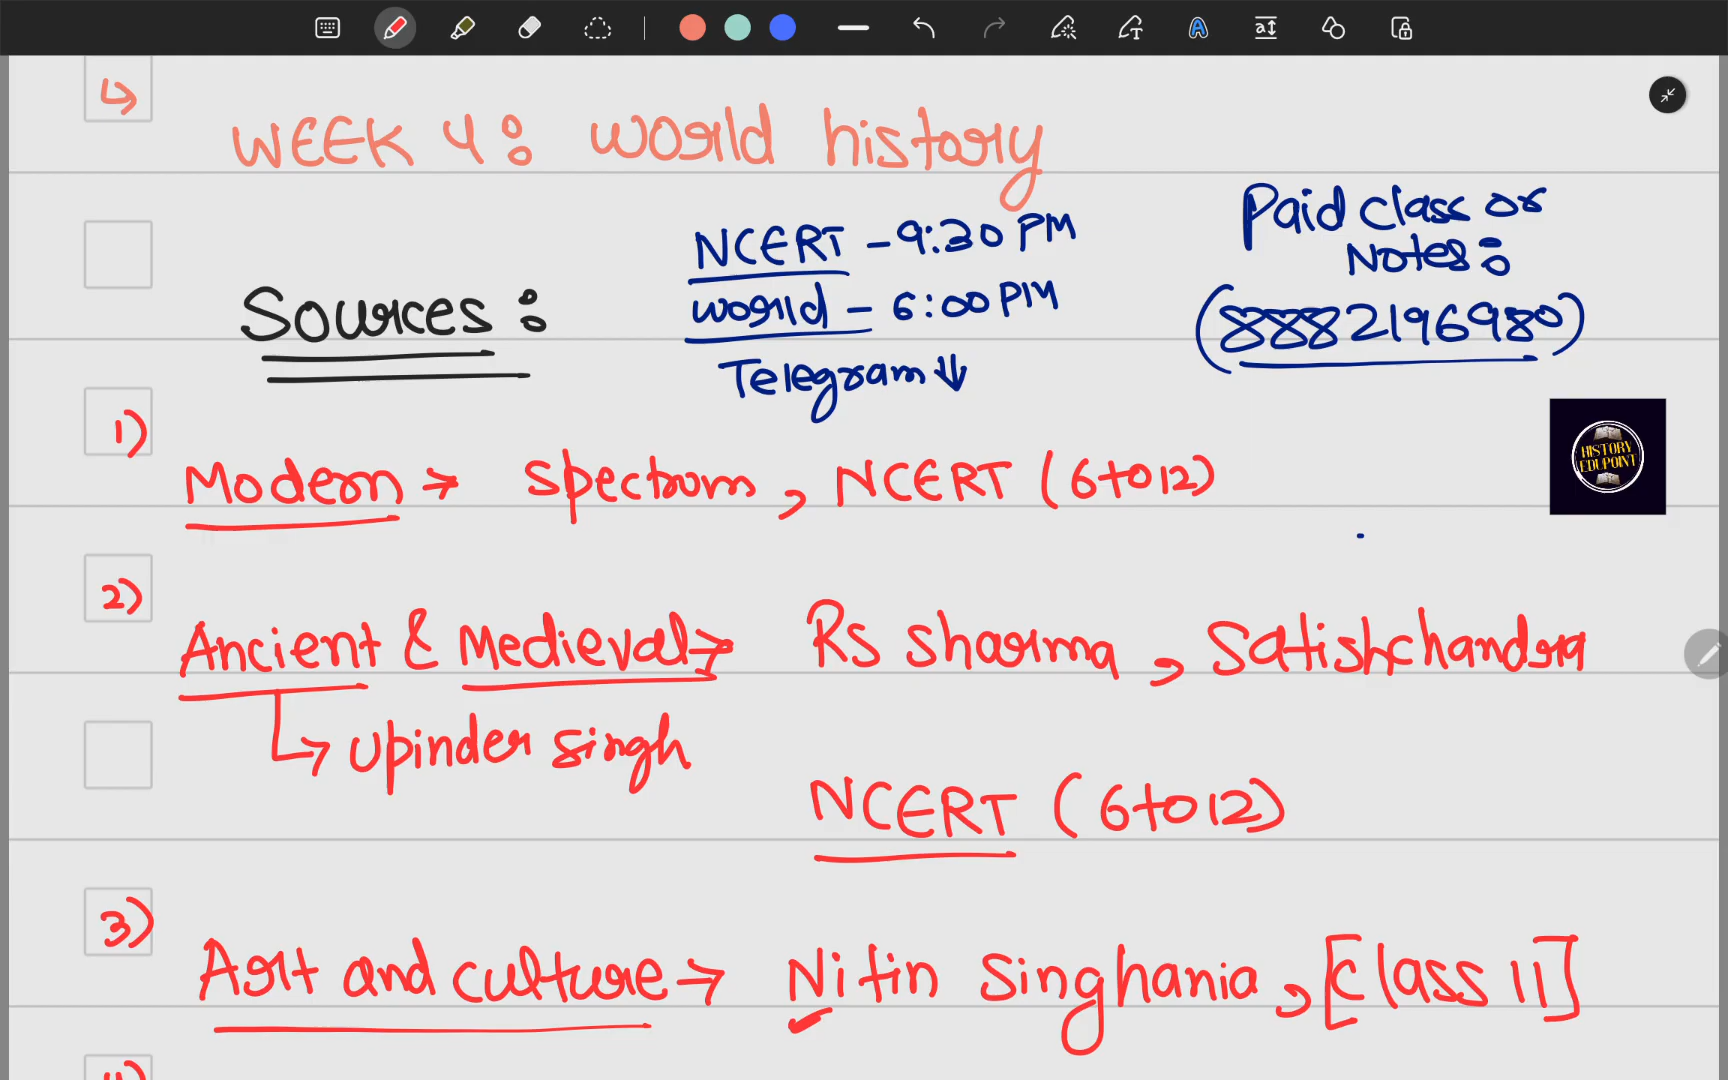 WEEK 4: World history
Paid class or
Notes:
NCERT - 9:30 PM
World - 6:00 PM
(8882196980)
Sources:
Telegram ↓
HISTORY
EDUPOINT
1)
Modern → Spectrum, NCERT (6 to 12)
2)
Ancient & Medieval → RS Sharma, Satishchandra
↳ Upinder Singh
NCERT (6 to 12)
3)
Art and culture → Nitin Singhania, [Class 11]
4)